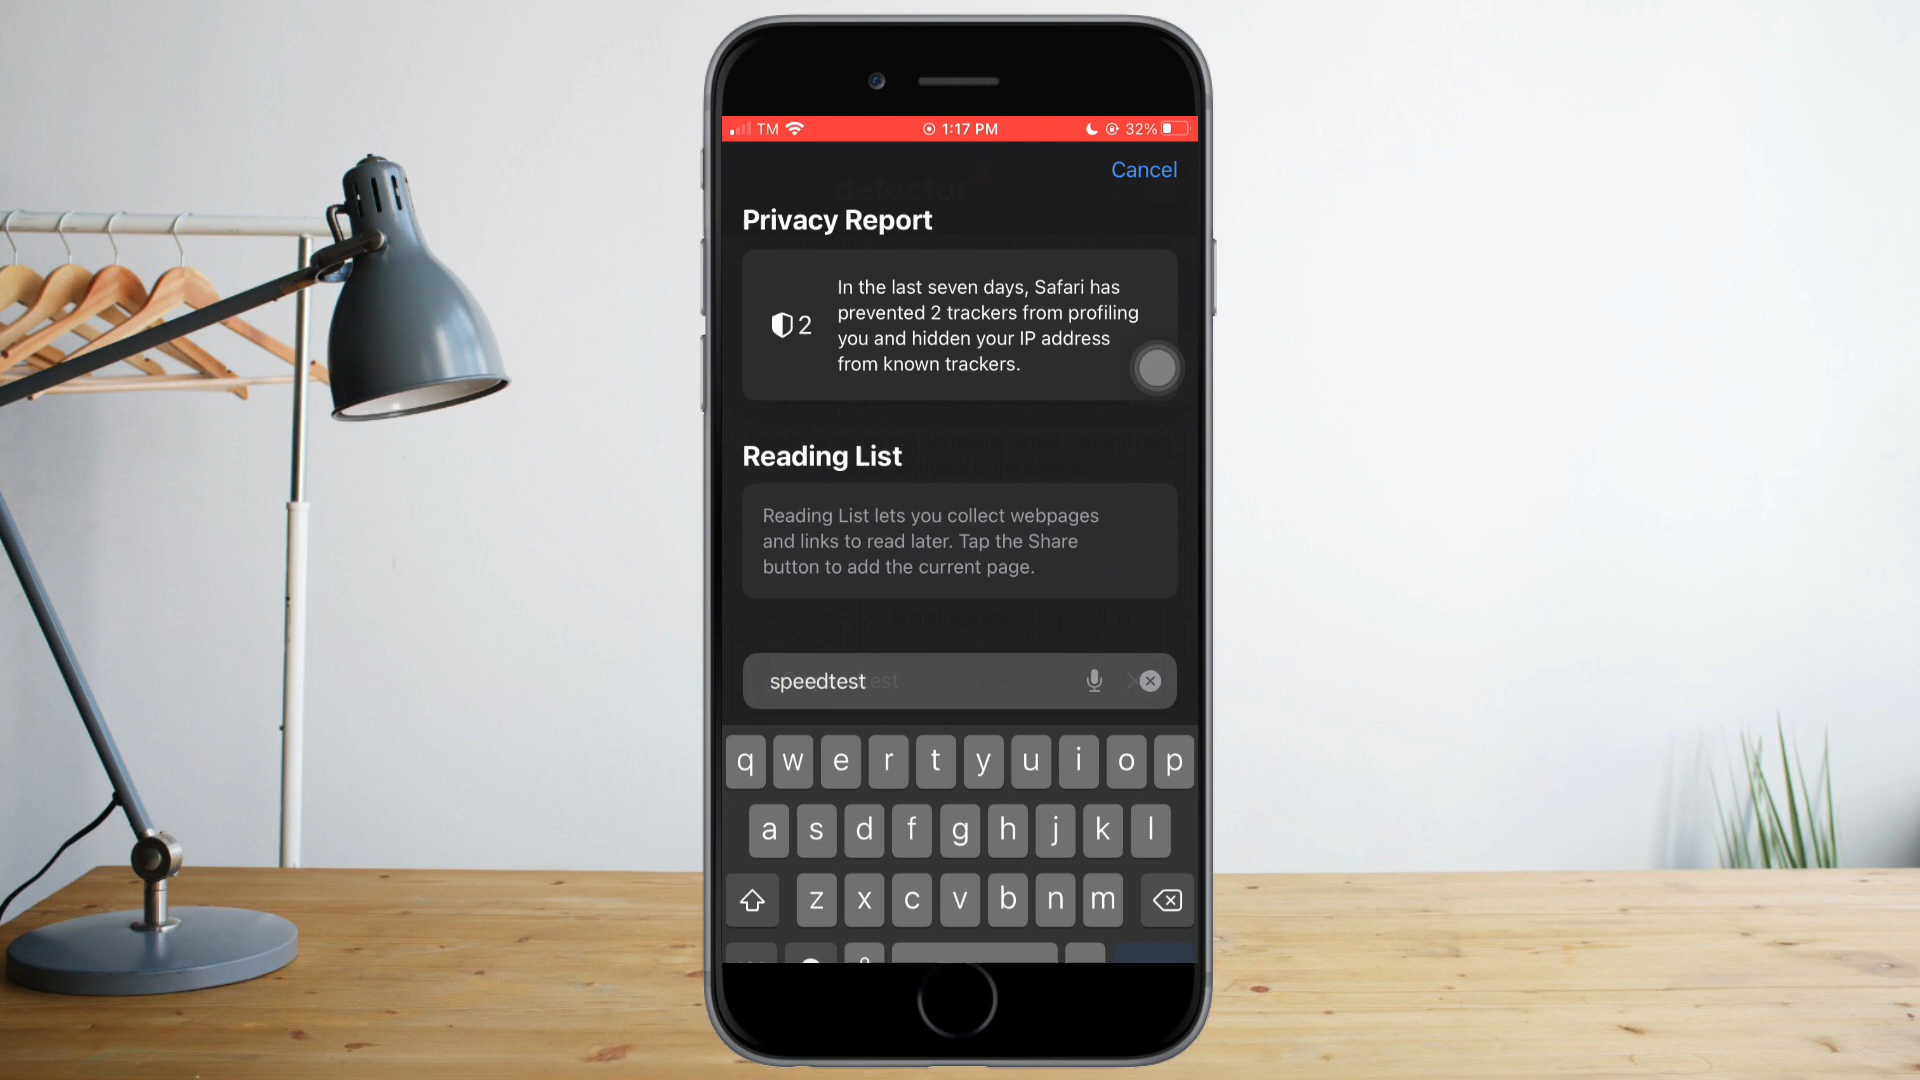 TM 1:17 PM 32%
Cancel
detector
Privacy Report
2
In the last seven days, Safari has
prevented 2 trackers from profiling
you and hidden your IP address
from known trackers.
Reading List
Reading List lets you collect webpages
and links to read later. Tap the Share
button to add the current page.
speedtest
q w e r t y u i o p
a s d f g h j k l
z x c v b n m